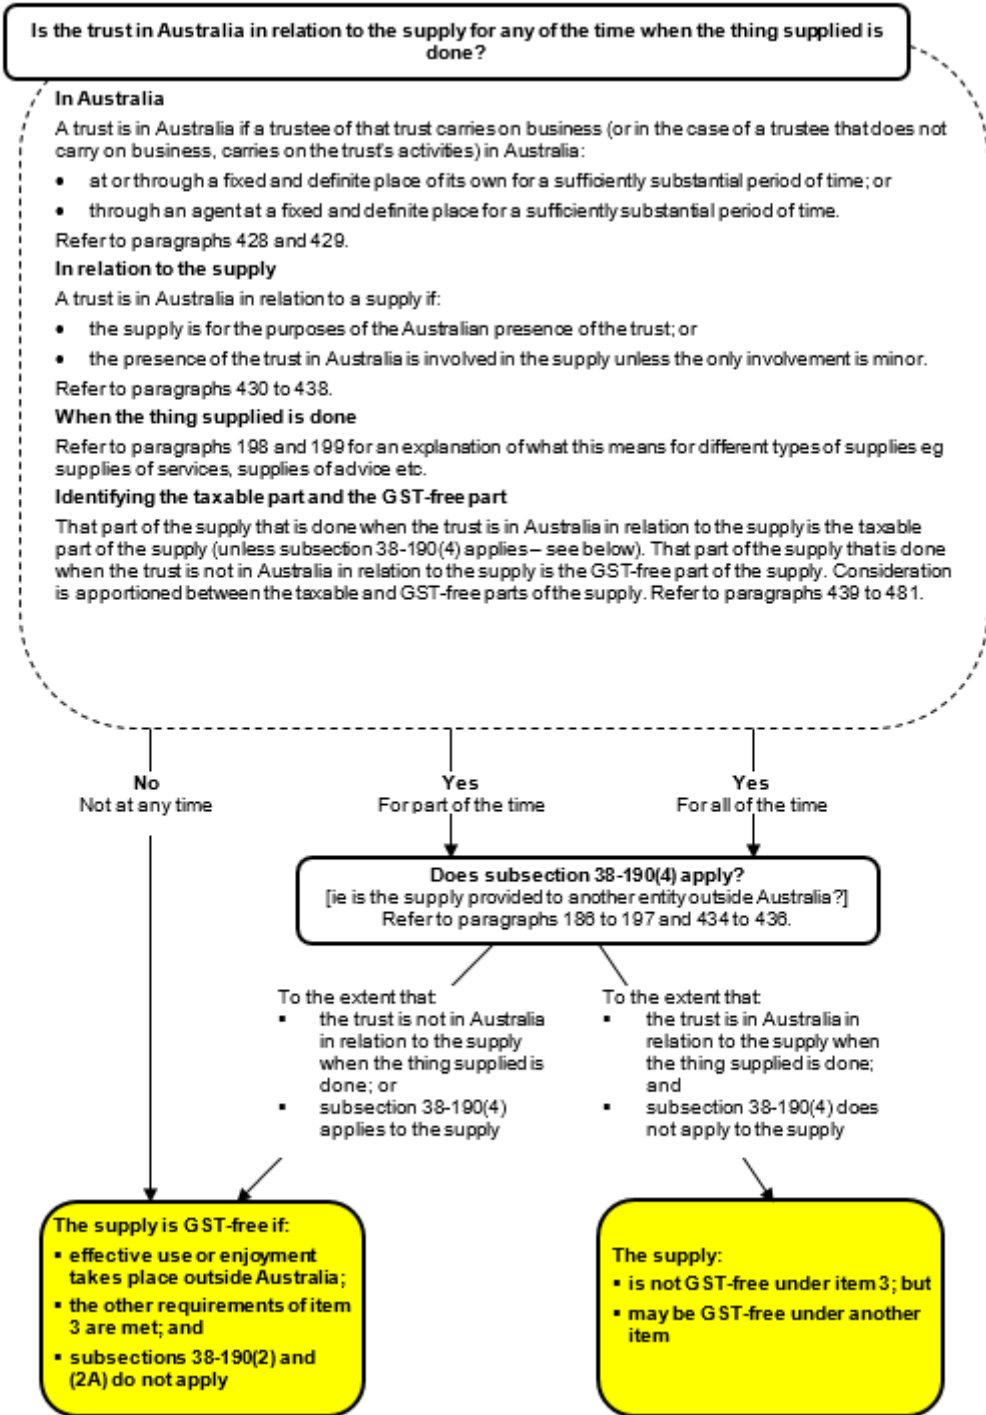 Is the trust in Australia in relation to the supply for any of the time when the thing supplied is
done?
In Australia
A trust is in Australia if a trustee of that trust carries on business (or in the case of a trustee that does not
carry on business, carries on the trust's activities) in Australia:
• at or through a fixed and definite place of its own for a sufficiently substantial period of time; or
• through an agent at a fixed and definite place for a sufficiently substantial period of time.
Refer to paragraphs 428 and 429.
In relation to the supply
A trust is in Australia in relation to a supply if:
• the supply is for the purposes of the Australian presence of the trust; or
• the presence of the trust in Australia is involved in the supply unless the only involvement is minor.
Refer to paragraphs 430 to 438.
When the thing supplied is done
Refer to paragraphs 198 and 199 for an explanation of what this means for different types of supplies eg
supplies of services, supplies of advice etc.
Identifying the taxable part and the GST-free part
That part of the supply that is done when the trust is in Australia in relation to the supply is the taxable
part of the supply (unless subsection 38-190(4) applies – see below). That part of the supply that is done
when the trust is not in Australia in relation to the supply is the GST-free part of the supply. Consideration
is apportioned between the taxable and GST-free parts of the supply. Refer to paragraphs 439 to 481.
No
Not at any time
Yes
For part of the time
Yes
For all of the time
Does subsection 38-190(4) apply?
[ie is the supply provided to another entity outside Australia?]
Refer to paragraphs 186 to 197 and 434 to 436.
To the extent that:
▪ the trust is not in Australia
in relation to the supply
when the thing supplied is
done; or
▪ subsection 38-190(4)
applies to the supply
To the extent that:
▪ the trust is in Australia in
relation to the supply when
the thing supplied is done;
and
▪ subsection 38-190(4) does
not apply to the supply
The supply is GST-free if:
▪ effective use or enjoyment
takes place outside Australia;
▪ the other requirements of item
3 are met; and
▪ subsections 38-190(2) and
(2A) do not apply
The supply:
▪ is not GST-free under item 3; but
▪ may be GST-free under another
item